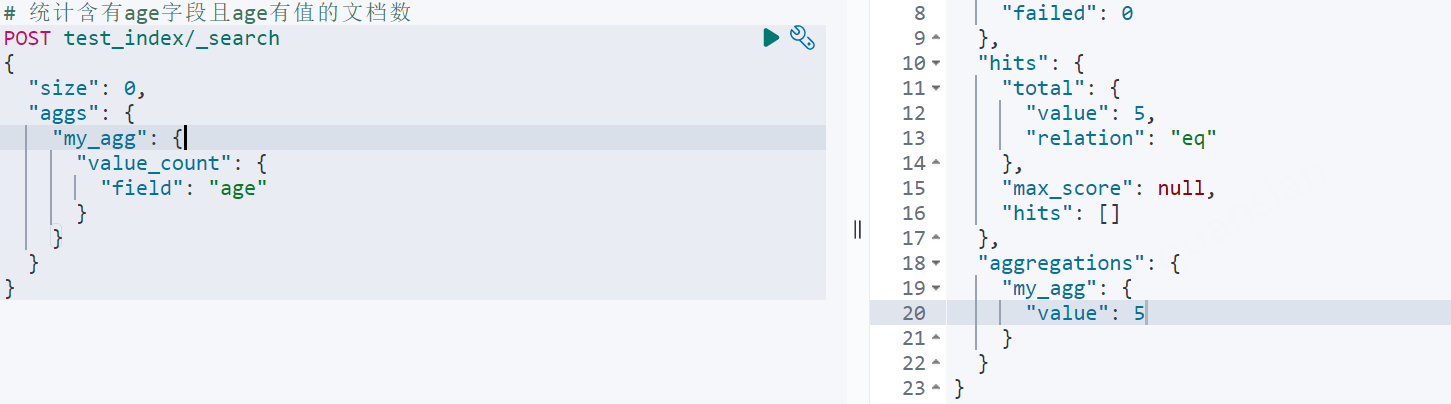 # 统计含有age字段且age有值的文档数
POST test_index/_search
{
  "size": 0,
  "aggs": {
    "my_agg": {
      "value_count": {
        "field": "age"
      }
    }
  }
}
8     "failed": 0
9   },
10   "hits": {
11     "total": {
12       "value": 5,
13       "relation": "eq"
14     },
15     "max_score": null,
16     "hits": []
17   },
18   "aggregations": {
19     "my_agg": {
20       "value": 5
21     }
22   }
23 }